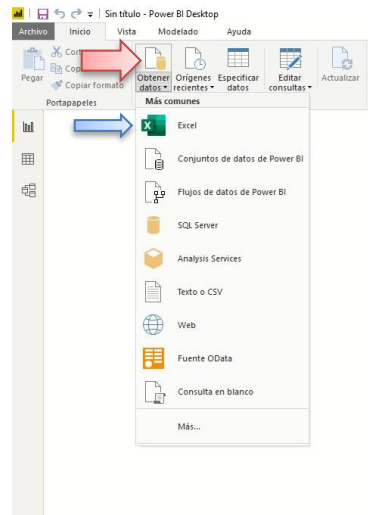 Sin título - Power BI Desktop
Archivo Inicio Vista Modelado Ayuda
Pegar
Copiar formato
Portapapeles
Obtener datos
Orígenes recientes
Especificar datos
Editar consultas
Actualizar
Más comunes
Excel
Conjuntos de datos de Power BI
Flujos de datos de Power BI
SQL Server
Analysis Services
Texto o CSV
Web
Fuente OData
Consulta en blanco
Más...